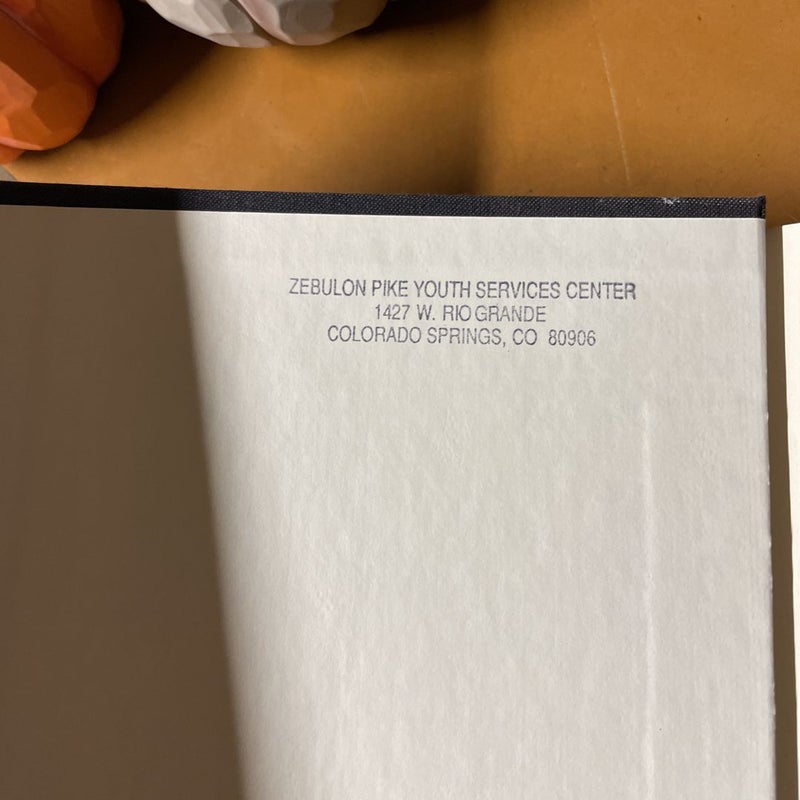 ZEBULON PIKE YOUTH SERVICES CENTER
1427 W. RIO GRANDE
COLORADO SPRINGS, CO 80906